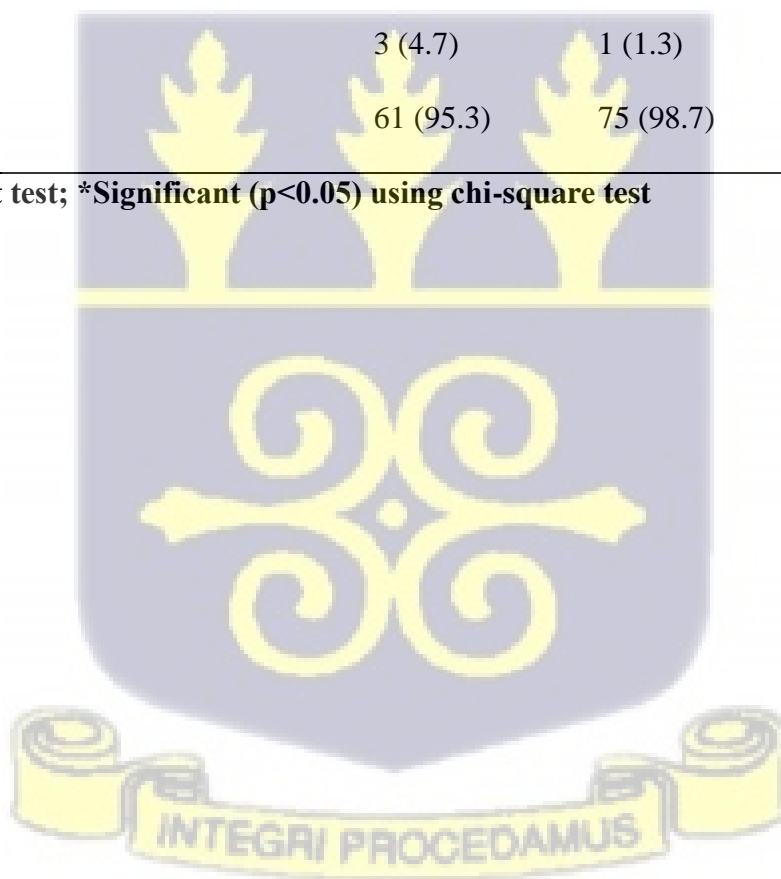 3 (4.7) 1 (1.3)
61 (95.3) 75 (98.7)
test; *Significant (p<0.05) using chi-square test
INTEGRI PROCEDAMUS